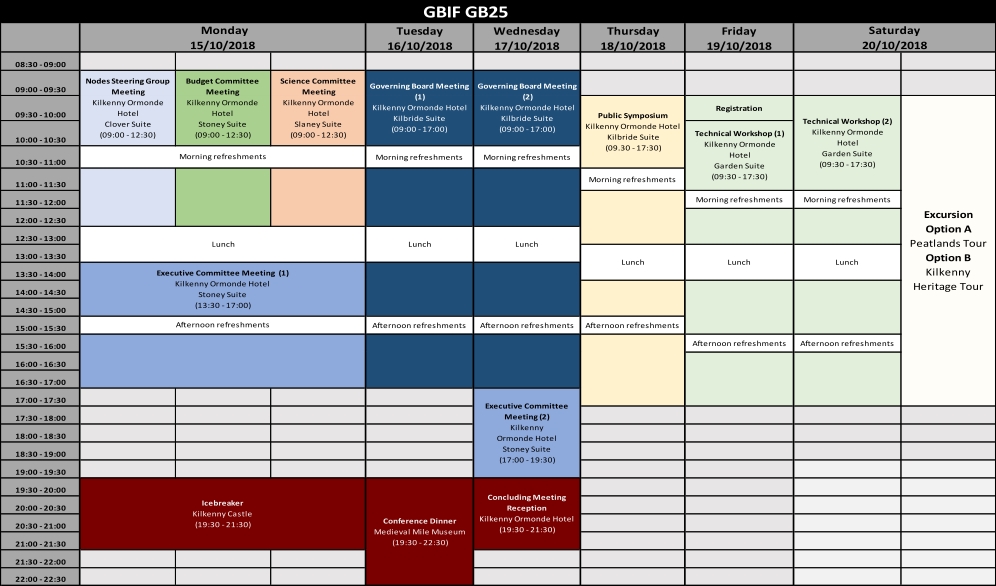 GBIF GB25
Monday
15/10/2018
Tuesday
16/10/2018
Wednesday
17/10/2018
Thursday
18/10/2018
Friday
19/10/2018
Saturday
20/10/2018
08:30 - 09:00
09:00 - 09:30
09:30 - 10:00
10:00 - 10:30
10:30 - 11:00
11:00 - 11:30
11:30 - 12:00
12:00 - 12:30
12:30 - 13:00
13:00 - 13:30
13:30 - 14:00
14:00 - 14:30
14:30 - 15:00
15:00 - 15:30
15:30 - 16:00
16:00 - 16:30
16:30 - 17:00
17:00 - 17:30
17:30 - 18:00
18:00 - 18:30
18:30 - 19:00
19:00 - 19:30
19:30 - 20:00
20:00 - 20:30
20:30 - 21:00
21:00 - 21:30
21:30 - 22:00
22:00 - 22:30
Nodes Steering Group
Meeting
Kilkenny Ormonde
Hotel
Clover Suite
(09:00 - 12:30)
Budget Committee
Meeting
Kilkenny Ormonde
Hotel
Stoney Suite
(09:00 - 12:30)
Science Committee
Meeting
Kilkenny Ormonde
Hotel
Slaney Suite
(09:00 - 12:30)
Morning refreshments
Lunch
Executive Committee Meeting (1)
Kilkenny Ormonde Hotel
Stoney Suite
(13:30 - 17:00)
Afternoon refreshments
Icebreaker
Kilkenny Castle
(19:30 - 21:30)
Governing Board Meeting
(1)
Kilkenny Ormonde Hotel
Kilbride Suite
(09:00 - 17:00)
Morning refreshments
Lunch
Afternoon refreshments
Conference Dinner
Medieval Mile Museum
(19:30 - 22:30)
Governing Board Meeting
(2)
Kilkenny Ormonde Hotel
Kilbride Suite
(09:00 - 17:00)
Morning refreshments
Lunch
Afternoon refreshments
Executive Committee
Meeting (2)
Kilkenny
Ormonde Hotel
Stoney Suite
(17:00 - 19:30)
Concluding Meeting
Reception
Kilkenny Ormonde Hotel
(19:30 - 21:30)
Public Symposium
Kilkenny Ormonde Hotel
Kilbride Suite
(09.30 - 17:30)
Morning refreshments
Lunch
Afternoon refreshments
Registration
Technical Workshop (1)
Kilkenny Ormonde
Hotel
Garden Suite
(09:30 - 17:30)
Morning refreshments
Lunch
Afternoon refreshments
Technical Workshop (2)
Kilkenny Ormonde
Hotel
Garden Suite
(09:30 - 17:30)
Morning refreshments
Lunch
Afternoon refreshments
Excursion
Option A
Peatlands Tour
Option B
Kilkenny
Heritage Tour